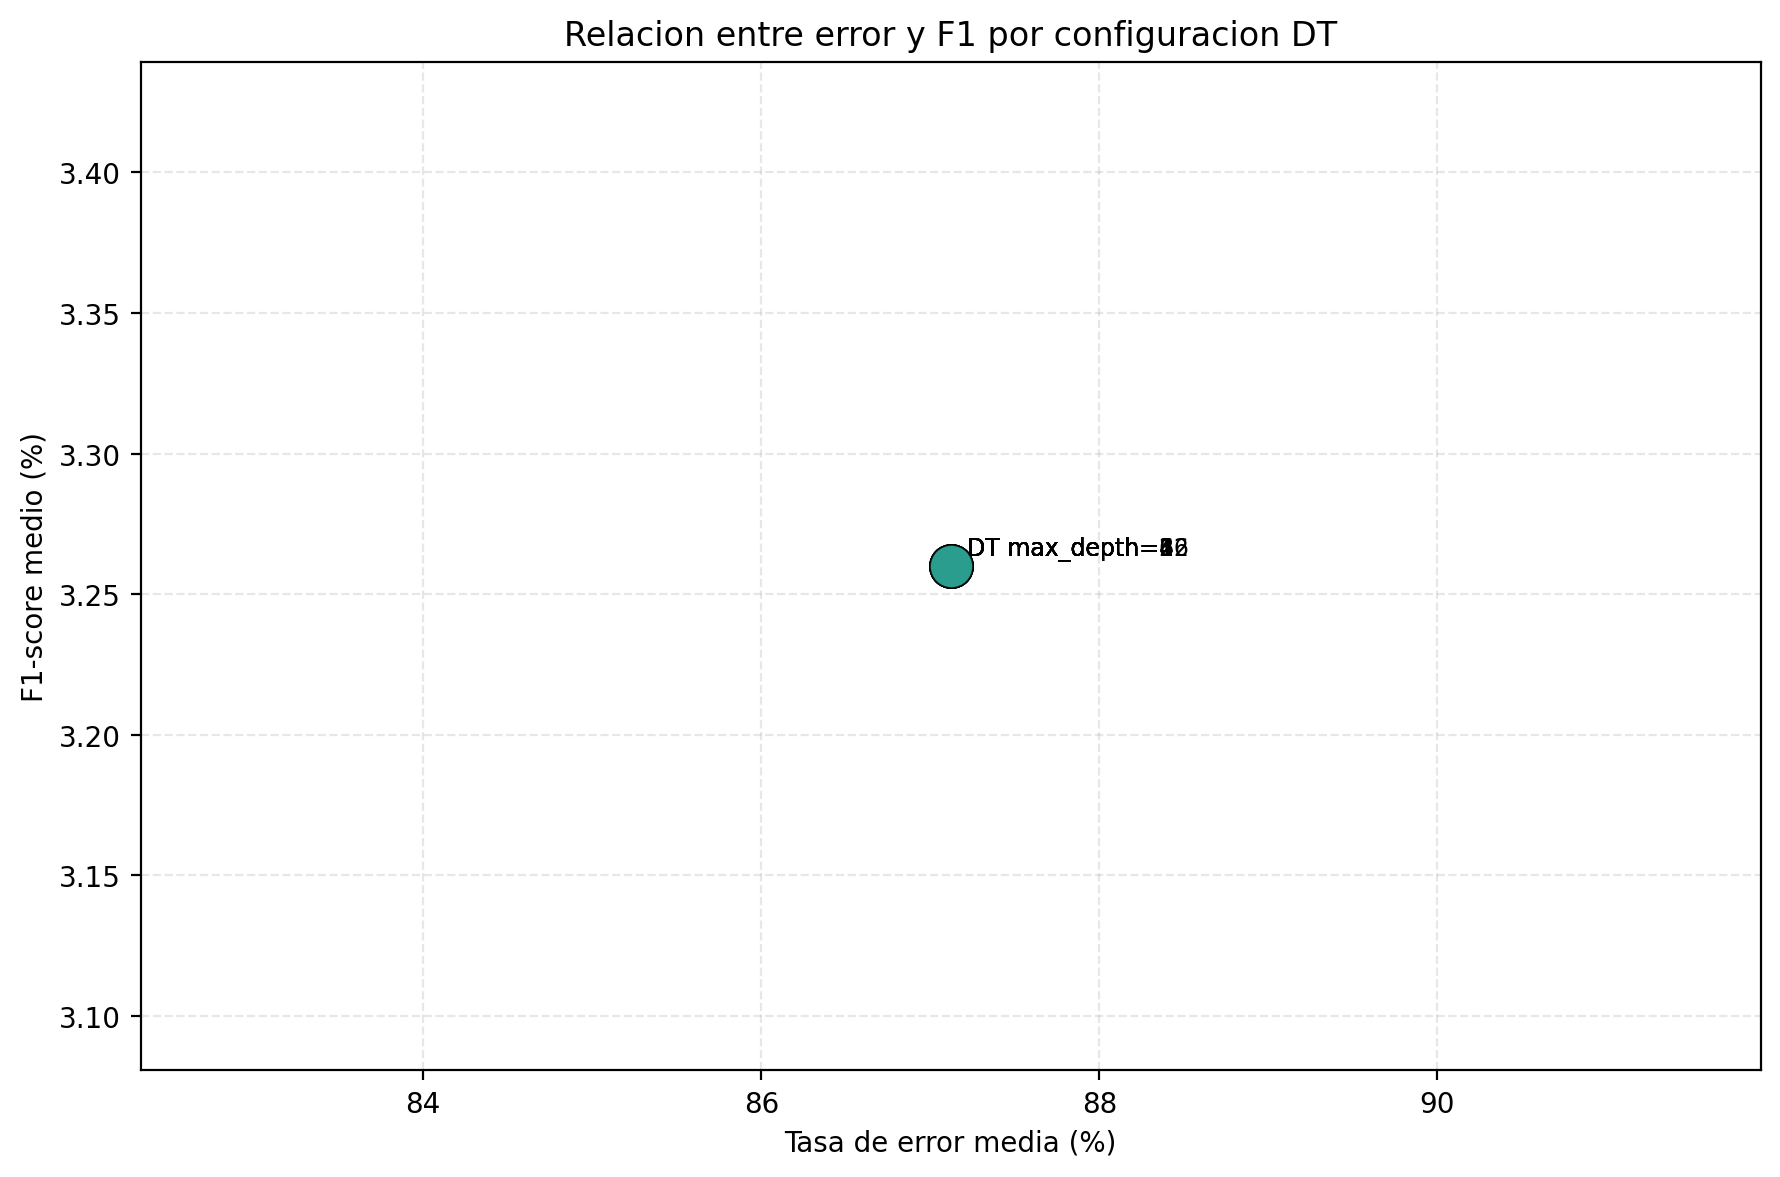 Relacion entre error y F1 por configuracion DT
3.40
3.35
3.30
3.25
3.20
3.15
3.10
F1-score medio (%)
DT max_depth=
84 86 88 90
Tasa de error media (%)